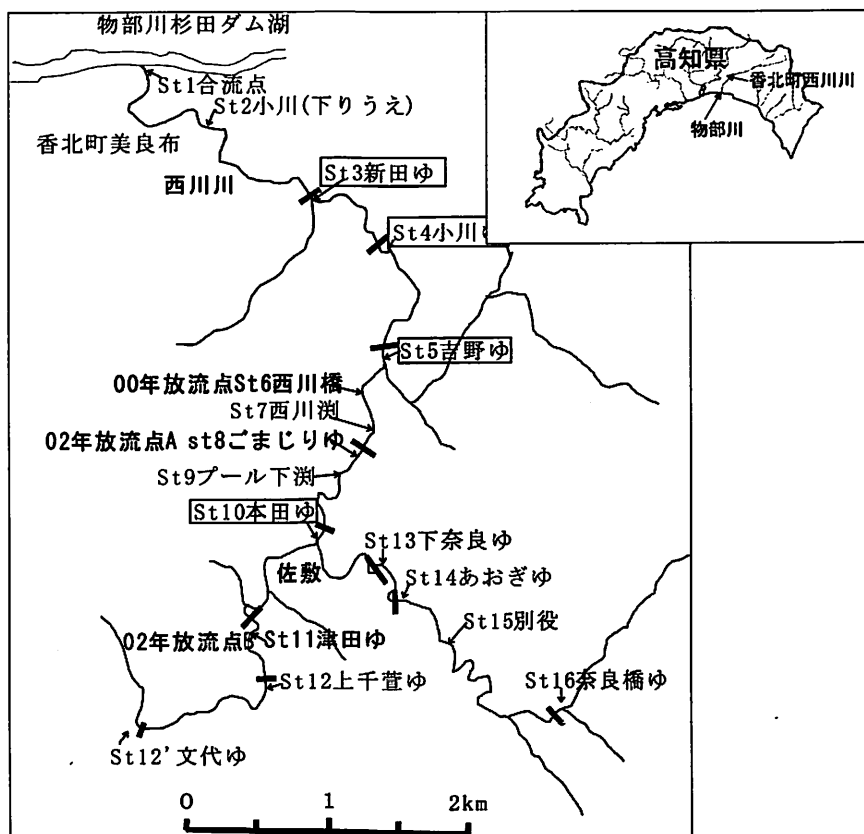 物部川杉田ダム湖
St1合流点
St2小川(下りうえ)
香北町美良布
西川川
St3新田ゆ
St4小川
St5吉野ゆ
00年放流点St6西川橋
St7西川渕
02年放流点A st8ごまじりゆ
St9プール下渕
St10本田ゆ
St13下奈良ゆ
佐敷
St14あおぎゆ
St15別役
02年放流点B St11津田ゆ
St12上千萱ゆ
St16奈良橋ゆ
St12'文代ゆ
0 1 2km
高知県
香北町西川川
物部川